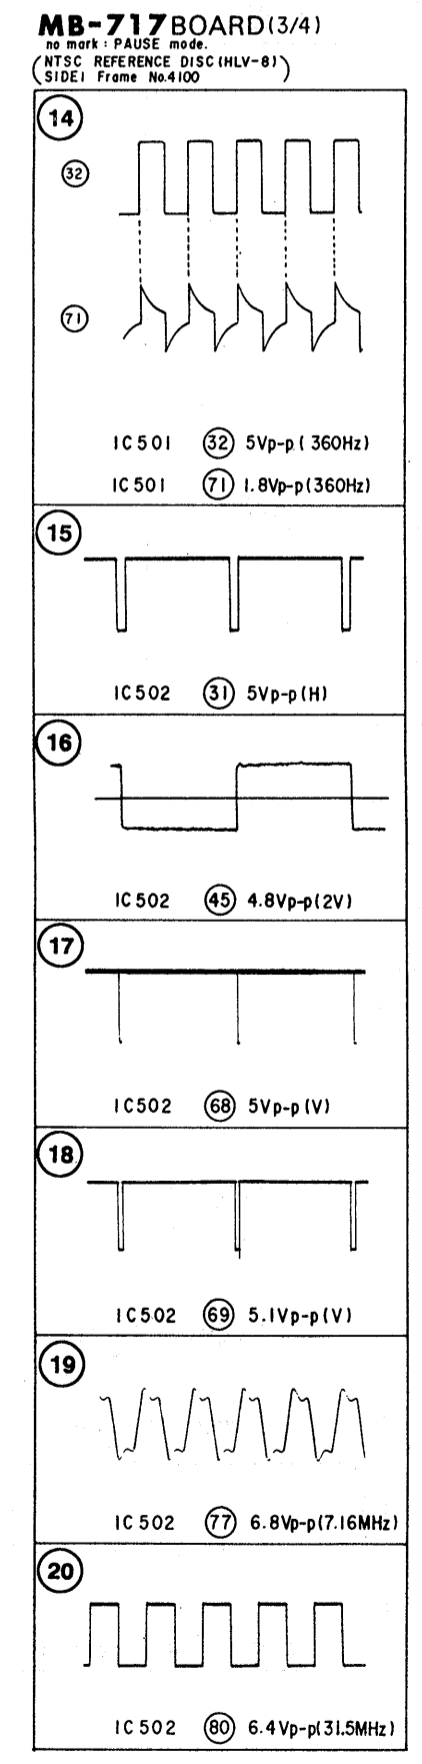 MB-717 BOARD(3/4)
no mark : PAUSE mode.
(NTSC REFERENCE DISC(HLV-8)
SIDE1 Frame No.4100)
14
32
71
IC501 32 5Vp-p(360Hz)
IC501 71 1.8Vp-p(360Hz)
15
IC502 31 5Vp-p(H)
16
IC502 45 4.8Vp-p(2V)
17
IC502 68 5Vp-p(V)
18
IC502 69 5.1Vp-p(V)
19
IC502 77 6.8Vp-p(7.16MHz)
20
IC502 80 6.4Vp-p(31.5MHz)